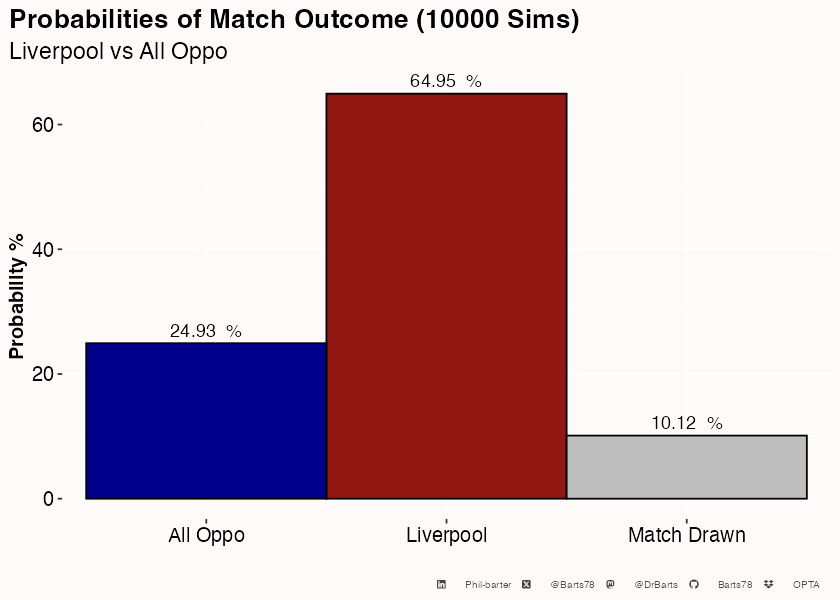 Probabilities of Match Outcome (10000 Sims)
Liverpool vs All Oppo
64.95 %
60
40
24.93 %
20
10.12 %
0
Probability %
All Oppo Liverpool Match Drawn
Phil-barter @Barts78 @DrBarts Barts78 OPTA